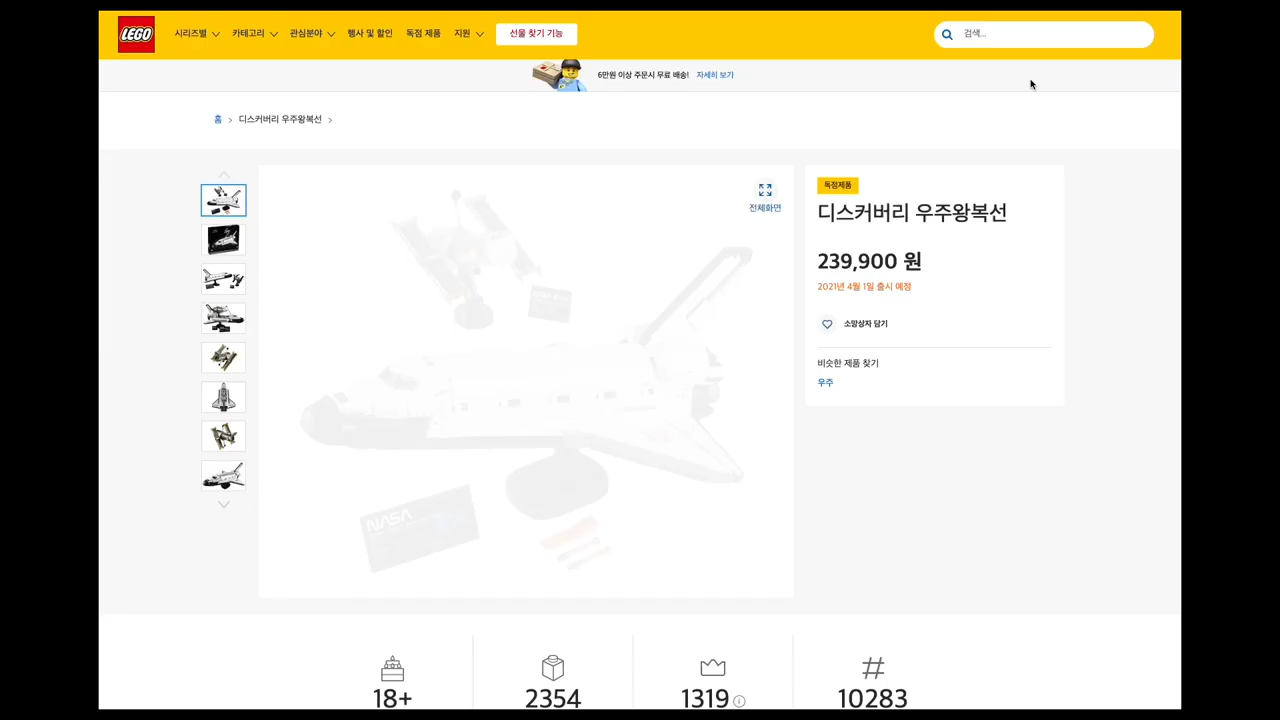 LEGO
시리즈별
카테고리
관심분야
행사 및 할인
독점 제품
지원
선물 찾기 기능
검색...
6만원 이상 주문시 무료 배송! 자세히 보기
홈 > 디스커버리 우주왕복선 >
전체화면
NASA
독점제품
디스커버리 우주왕복선
239,900 원
2021년 4월 1일 출시 예정
소망상자 담기
비슷한 제품 찾기
우주
18+
2354
1319
#
10283